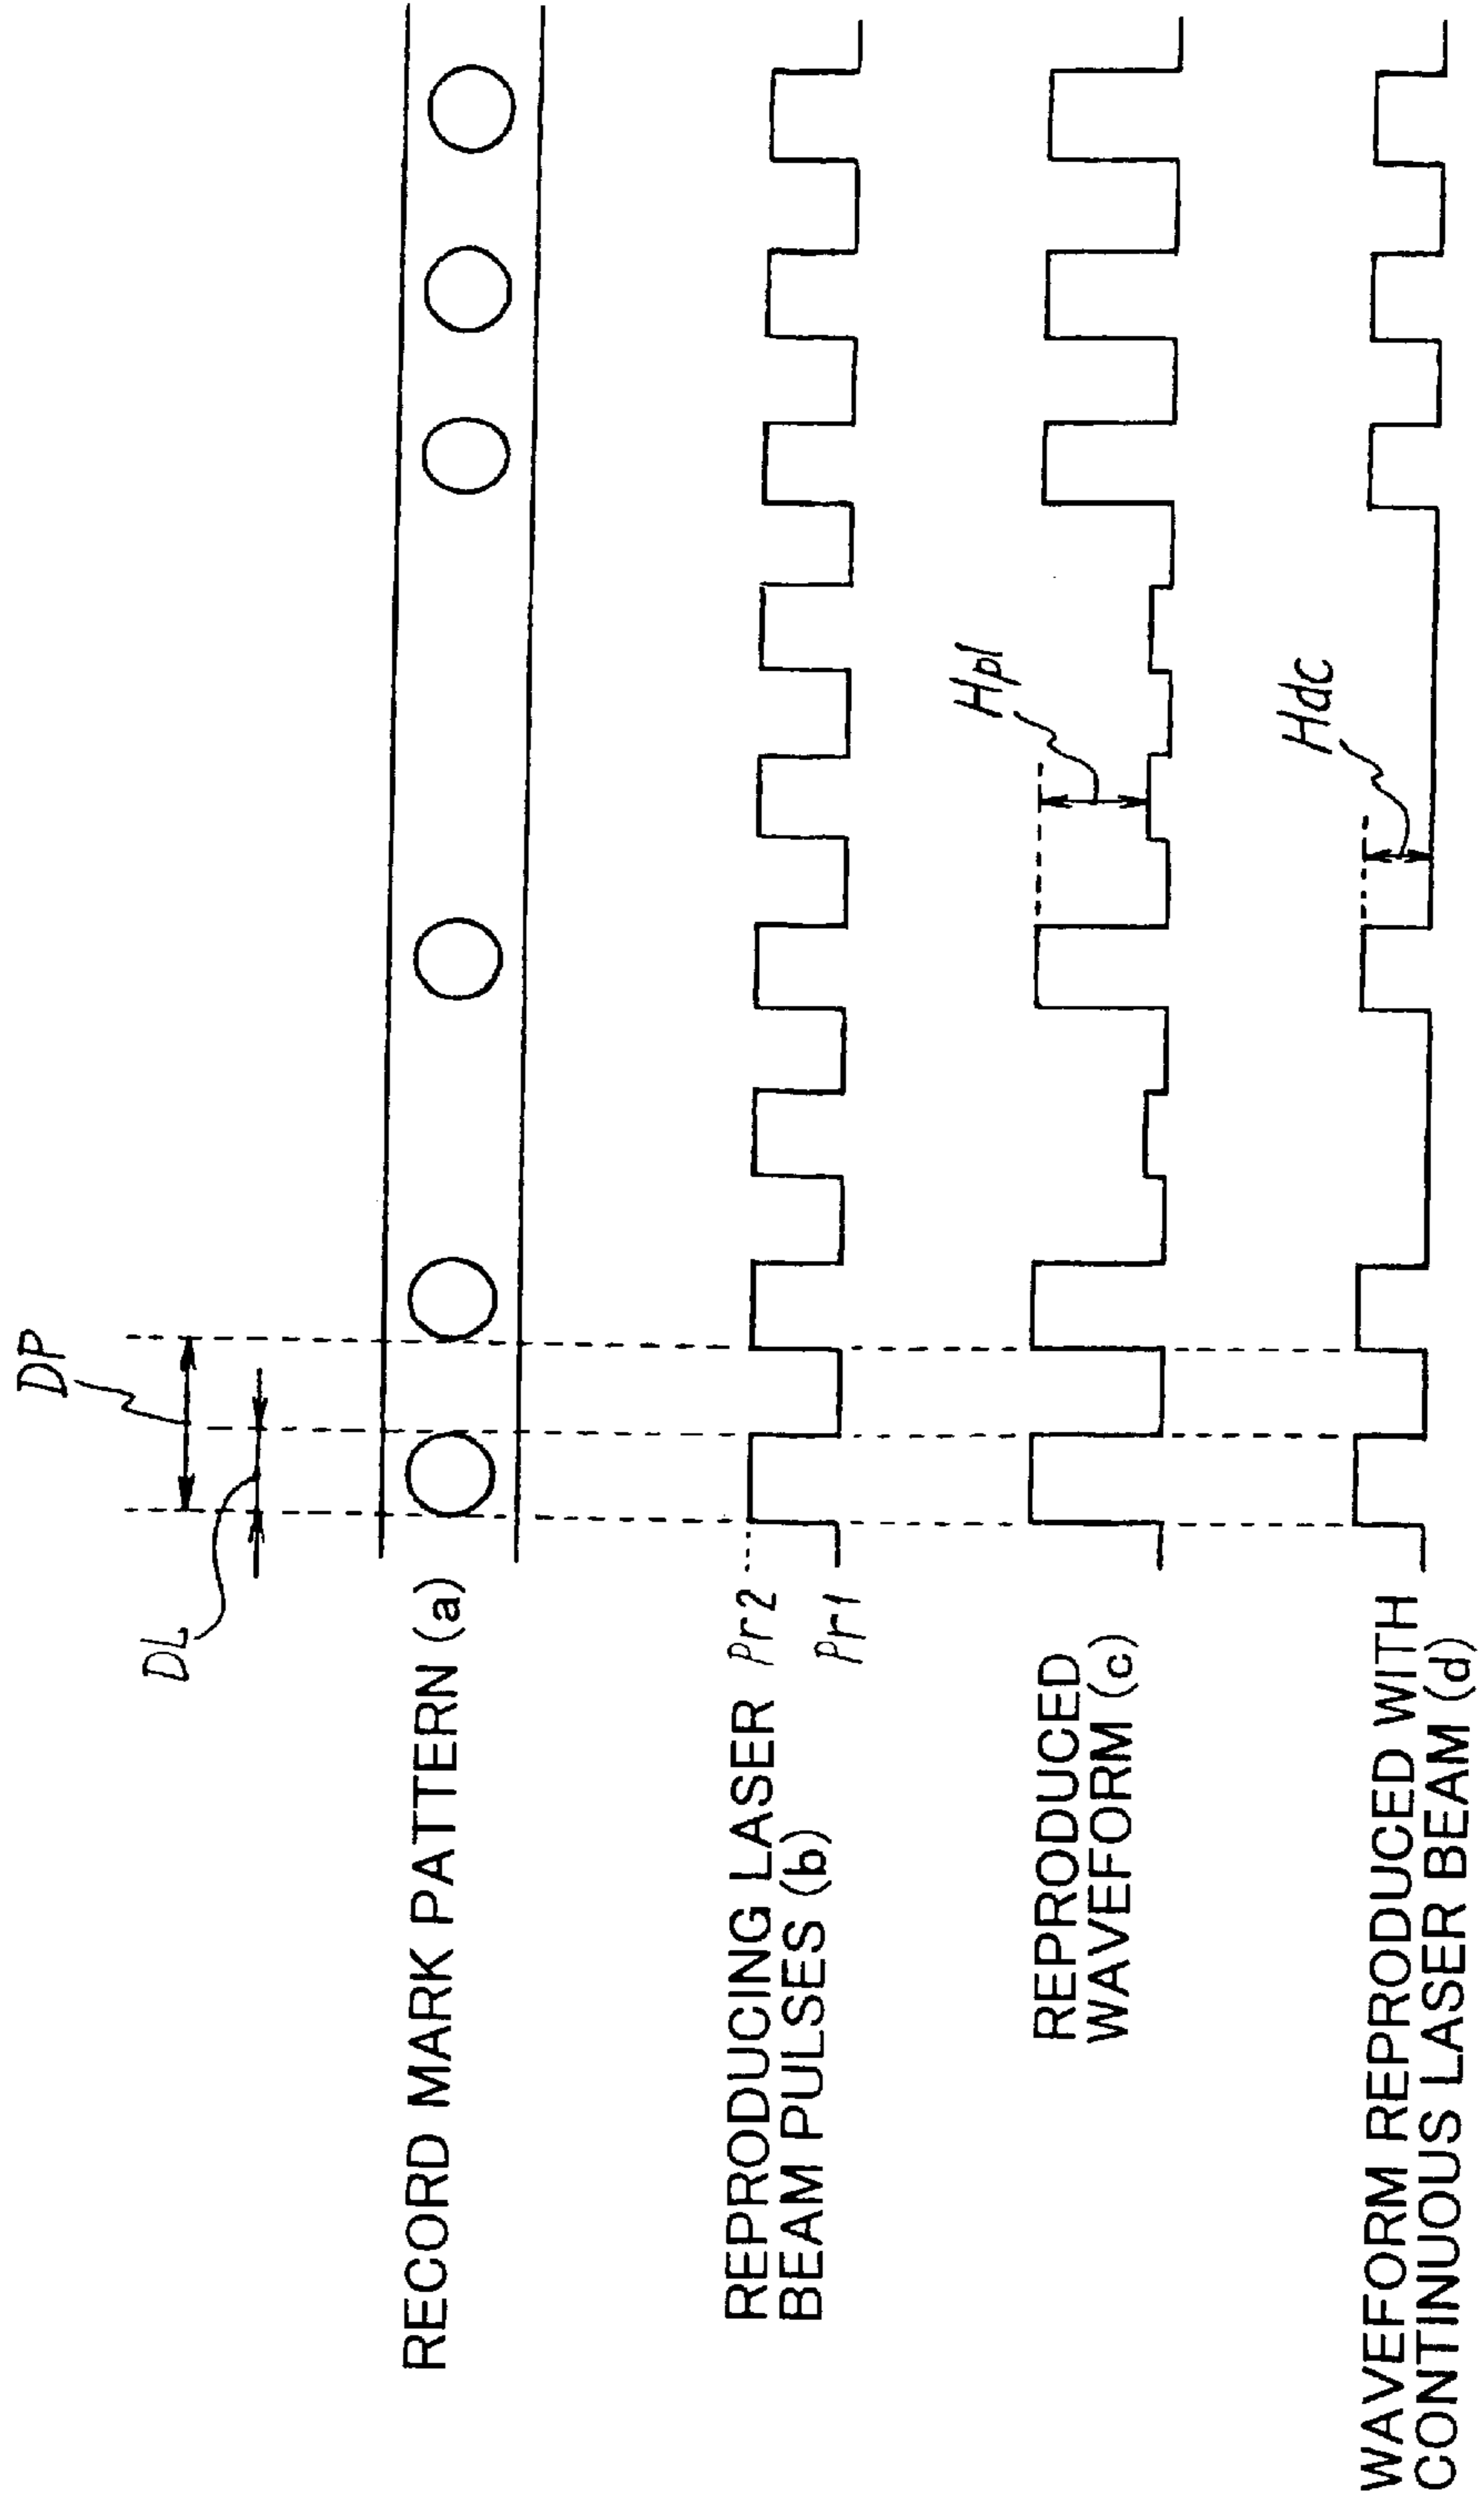 DP
DL
RECORD MARK PATTERN (a)
REPRODUCING LASER
BEAM PULSES (b)
Pr2
Pr1
REPRODUCED
WAVEFORM (c)
Hpl
WAVEFORM REPRODUCED WITH
CONTINUOUS LASER BEAM (d)
Hdc